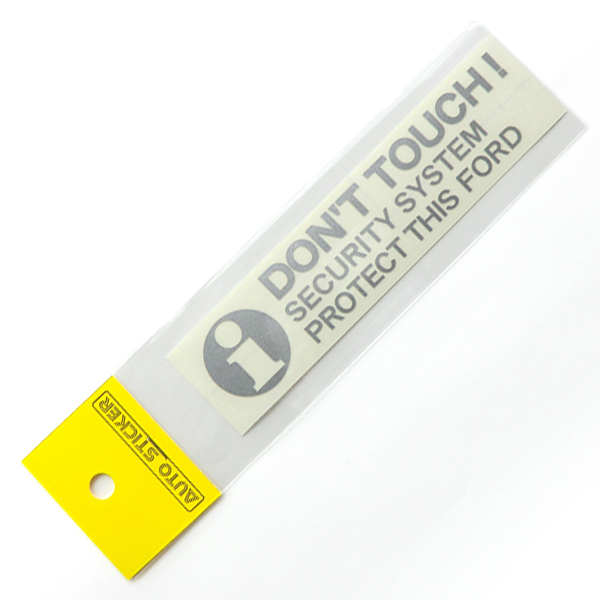 DON'T TOUCH!
SECURITY SYSTEM
PROTECT THIS FORD
i
AUTO STICKER